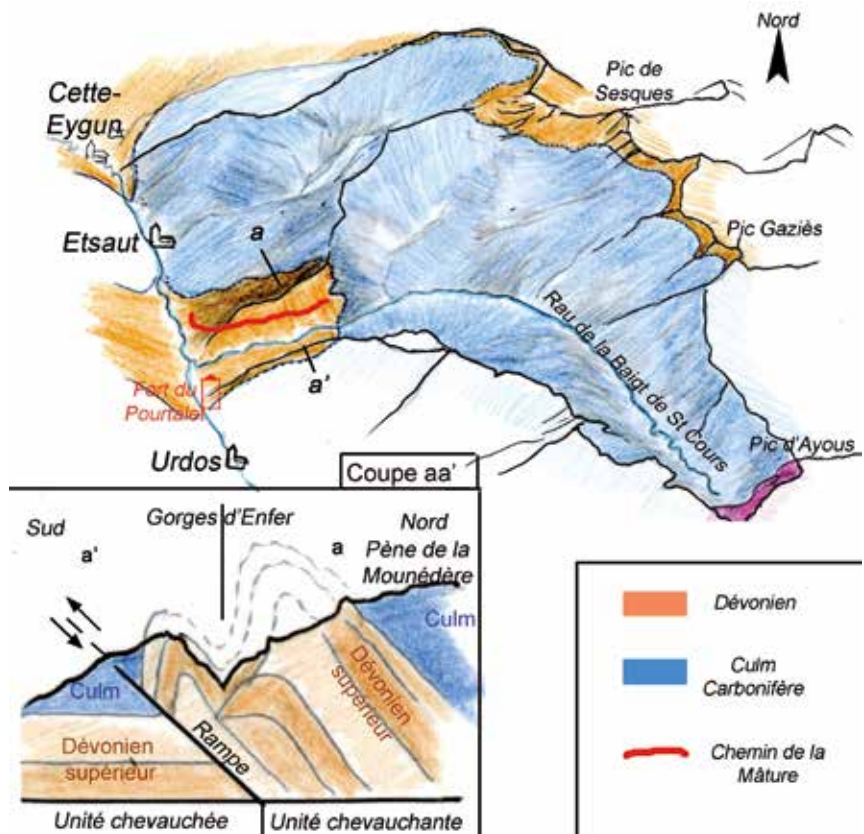 Nord
Pic de
Sesques
Cette-
Eygun
Etsaut
a
Pic Gaziès
Rau de la Baigt de St Cours
a'
Fort du
Pourtalet
Pic d'Ayous
Urdos
Coupe aa'
Sud
Gorges d'Enfer
Nord
a'
a
Pène de la
Mounédère
Culm
Culm
Dévonien
supérieur
Dévonien
supérieur
Rampe
Unité chevauchée
Unité chevauchante
Dévonien
Culm
Carbonifère
Chemin de la
Mâture